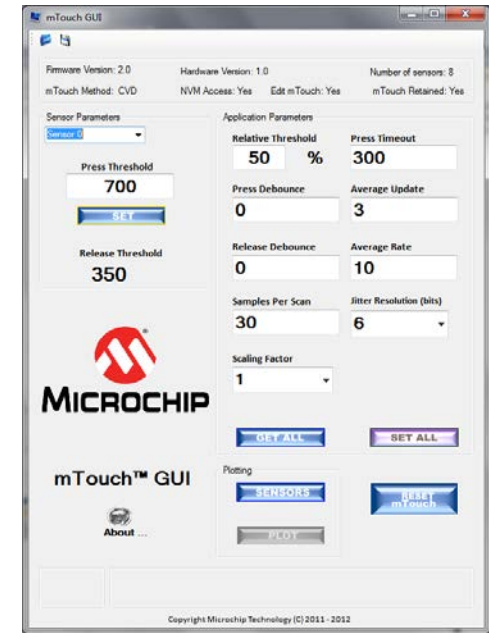 mTouch GUI
Firmware Version: 2.0 Hardware Version: 1.0 Number of sensors: 8
mTouch Method: CVD NVM Access: Yes Edit mTouch: Yes mTouch Retained: Yes
Sensor Parameters
Sensor 0
Press Threshold
700
SET
Release Threshold
350
Application Parameters
Relative Threshold Press Timeout
50 % 300
Press Debounce Average Update
0 3
Release Debounce Average Rate
0 10
Samples Per Scan Jitter Resolution (bits)
30 6
Scaling Factor
1
GET ALL SET ALL
MICROCHIP
mTouch™ GUI
About ...
Plotting
SENSORS
PLOT
RESET
mTouch
Copyright Microchip Technology (C) 2011 - 2012